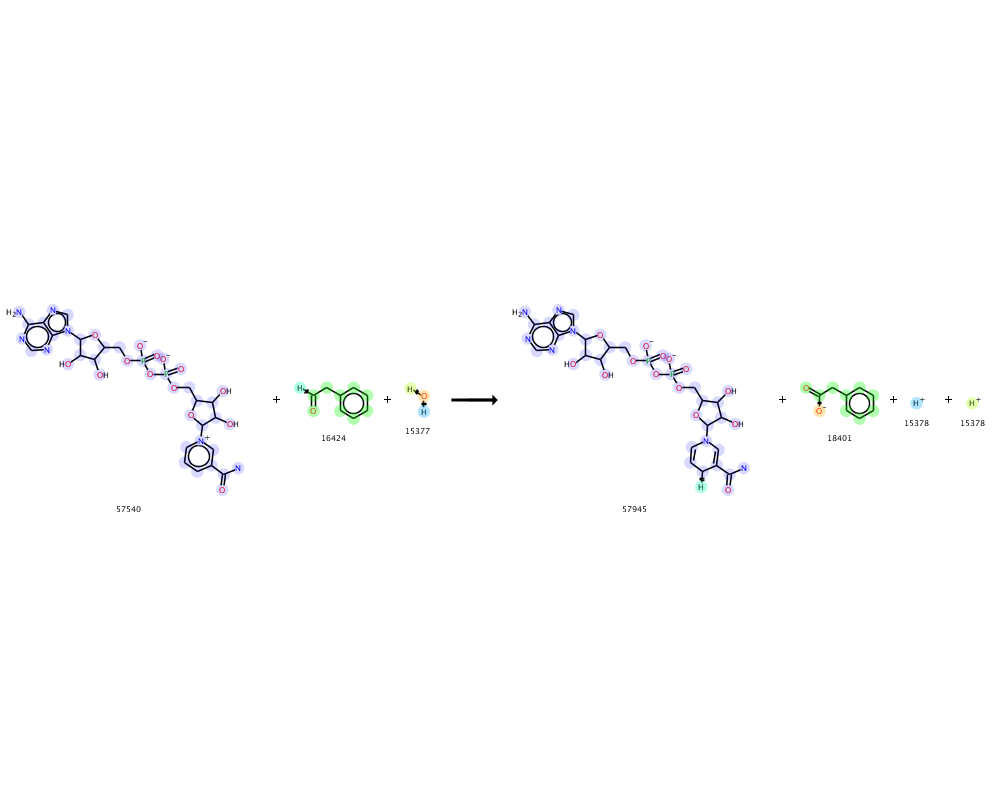 H₂N N N N N O HO OH O⁻ O P O O O⁻ P O O OH OH O N⁺ N O
57540
+
H O
16424
+
H O H
15377
H₂N N N N N O HO OH O⁻ O P O O O⁻ P O O OH OH O N N O H
57945
+
O O⁻
18401
+
H⁺
15378
+
H⁺
15378